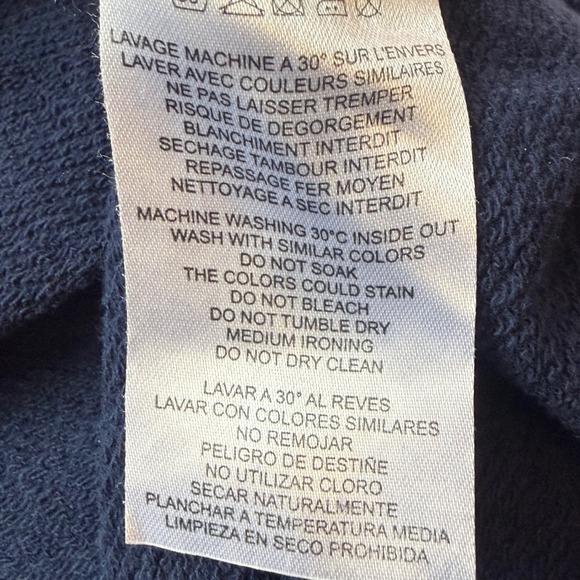 LAVAGE MACHINE A 30° SUR L'ENVERS
LAVER AVEC COULEURS SIMILAIRES
NE PAS LAISSER TREMPER
RISQUE DE DEGORGEMENT
BLANCHIMENT INTERDIT
SECHAGE TAMBOUR INTERDIT
REPASSAGE FER MOYEN
NETTOYAGE A SEC INTERDIT
MACHINE WASHING 30°C INSIDE OUT
WASH WITH SIMILAR COLORS
DO NOT SOAK
THE COLORS COULD STAIN
DO NOT BLEACH
DO NOT TUMBLE DRY
MEDIUM IRONING
DO NOT DRY CLEAN
LAVAR A 30° AL REVES
LAVAR CON COLORES SIMILARES
NO REMOJAR
PELIGRO DE DESTIÑE
NO UTILIZAR CLORO
SECAR NATURALMENTE
PLANCHAR A TEMPERATURA MEDIA
LIMPIEZA EN SECO PROHIBIDA